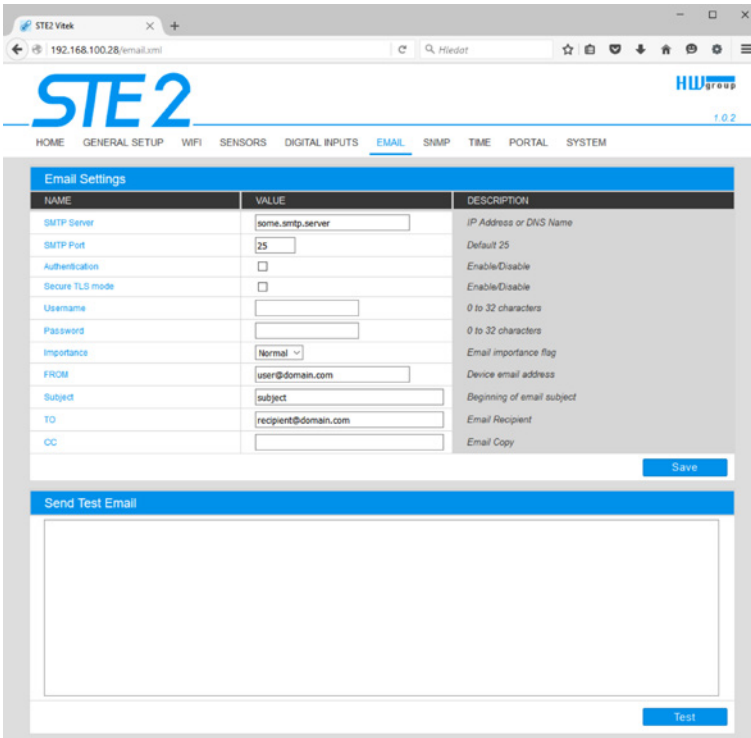 STE2 Vitek
192.168.100.28/email.xml
Hledat
STE2
HWgroup
1.0.2
HOME GENERAL SETUP WIFI SENSORS DIGITAL INPUTS EMAIL SNMP TIME PORTAL SYSTEM
Email Settings
NAME VALUE DESCRIPTION
SMTP Server some.smtp.server IP Address or DNS Name
SMTP Port 25 Default 25
Authentication Enable/Disable
Secure TLS mode Enable/Disable
Username 0 to 32 characters
Password 0 to 32 characters
Importance Normal Email importance flag
FROM user@domain.com Device email address
Subject subject Beginning of email subject
TO recipient@domain.com Email Recipient
CC Email Copy
Save
Send Test Email
Test